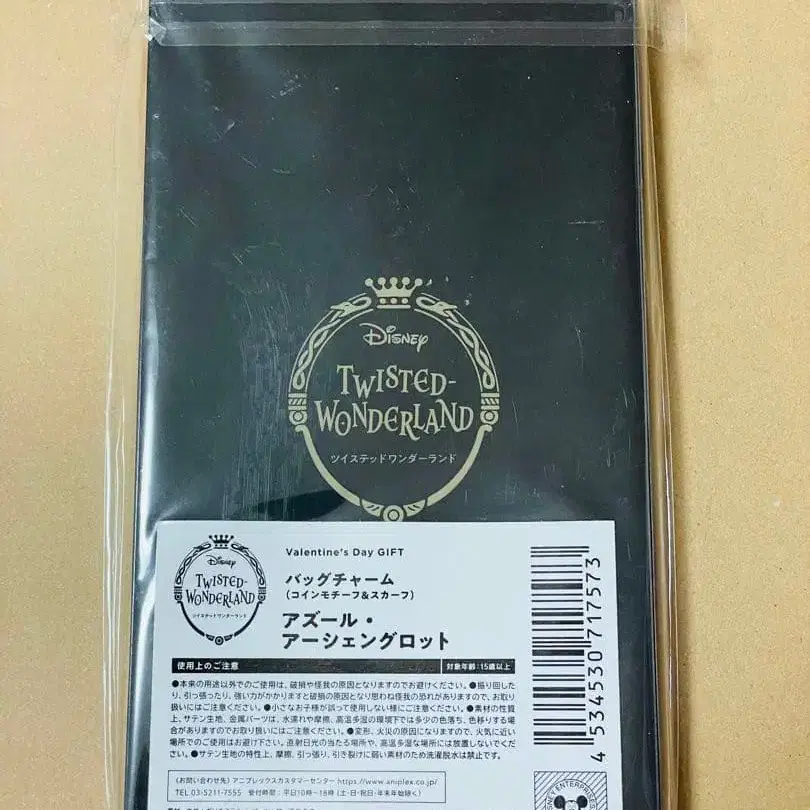 Disney
TWISTED-
WONDERLAND
ツイステッドワンダーランド
Disney
TWISTED-
WONDERLAND
ツイステッドワンダーランド
Valentine's Day GIFT
バッグチャーム
（コインモチーフ&スカーフ）
アズール・
アーシェングロット
使用上のご注意
対象年齢:15歳以上
●本来の用途以外でのご使用は、破損や怪我の原因となりますのでお避けください。●振り回した
り、引っ張ったり、強い力がかかりますと破損の原因となり思わね怪我の恐れがありますので、お取り
扱いにはご注意ください。●小さなお子様が誤って使用しない様にご注意ください。●素材の性質
上、サテン生地、金属パーツは、水濡れや摩擦、高温多湿の環境下では多少の色落ち、色移りする場
合がありますのでお取り扱いにはご注意ください。●変形、火災の原因になりますので、火気に近い
場所でのご使用はお避け下さい。直射日光の当たる場所や、高温多湿な場所には放置しないでくだ
さい。●サテン生地の特性上、摩擦、引っ張り、引き裂けに弱い素材のため洗濯脱水は禁止です。
〈お問い合わせ先〉アニプレックスカスタマーセンター https://www.aniplex.co.jp/
TEL 03-5211-7555 受付時間：平日10時〜18時（土・日・祝日・年末年始除く）
4 534530 717573
DISNEY ENTERPRISES